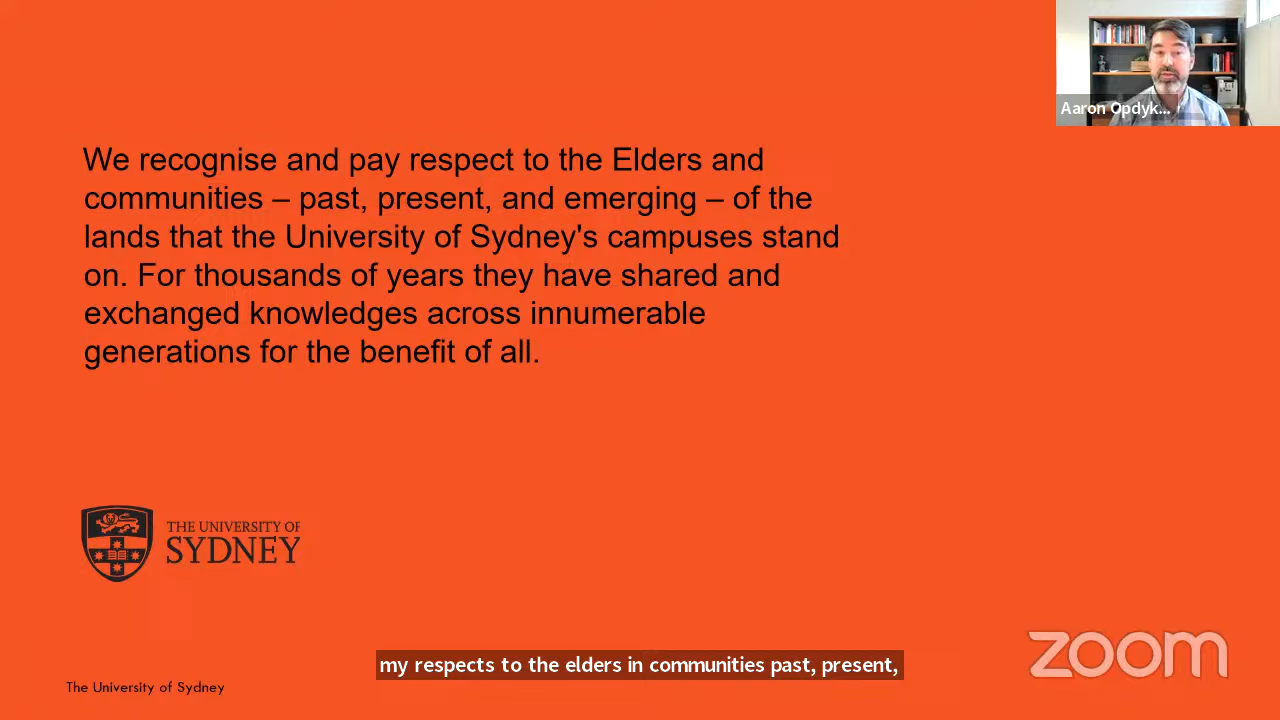 Aaron Opdyk...
We recognise and pay respect to the Elders and
communities – past, present, and emerging – of the
lands that the University of Sydney's campuses stand
on. For thousands of years they have shared and
exchanged knowledges across innumerable
generations for the benefit of all.
THE UNIVERSITY OF
SYDNEY
my respects to the elders in communities past, present,
zoom
The University of Sydney